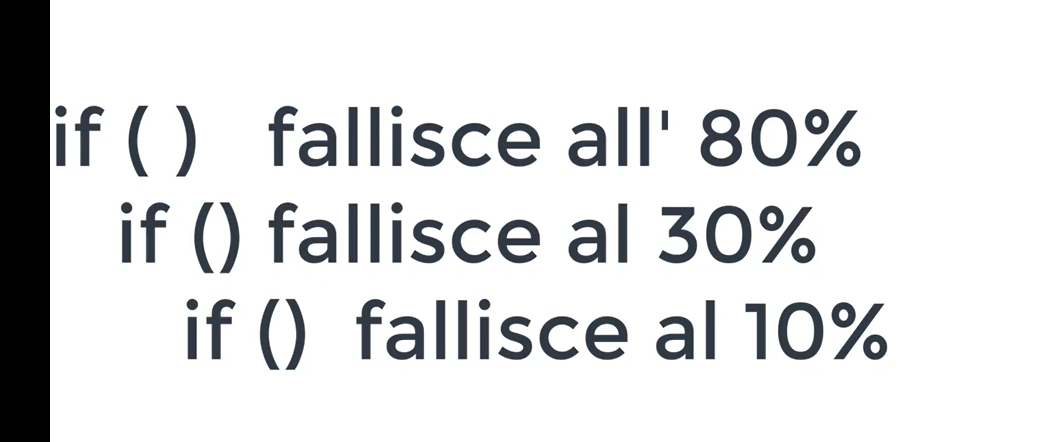 if ( ) fallisce all' 80%
if () fallisce al 30%
if () fallisce al 10%